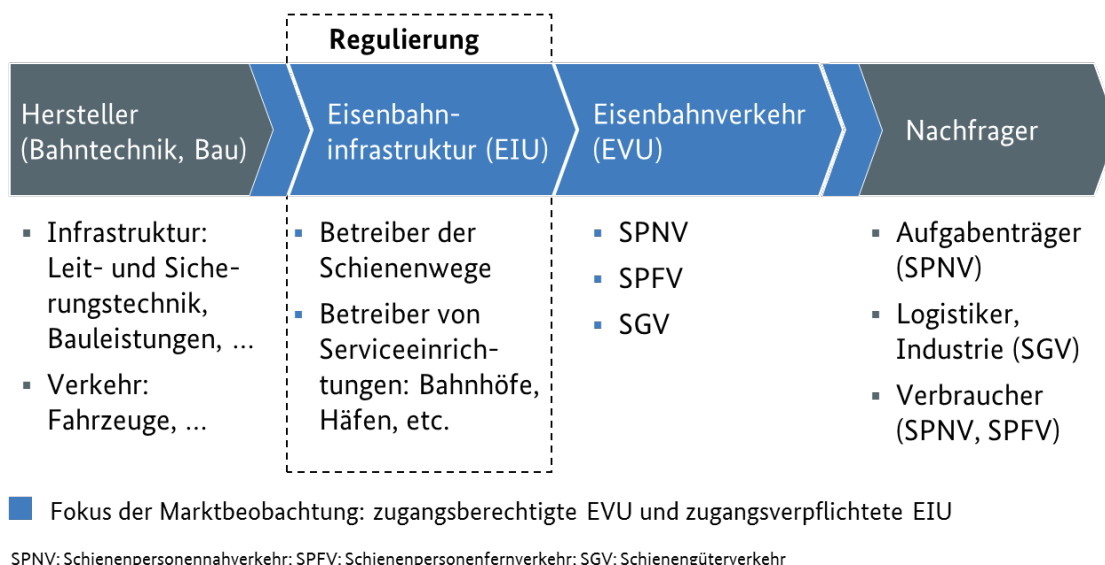 Regulierung
Hersteller
(Bahntechnik, Bau)
Eisenbahn-
infrastruktur (EIU)
Eisenbahnverkehr
(EVU)
Nachfrager
▪ Infrastruktur:
Leit- und Siche-
rungstechnik,
Bauleistungen, ...
▪ Verkehr:
Fahrzeuge, ...
▪ Betreiber der
Schienenwege
▪ Betreiber von
Serviceeinrich-
tungen: Bahnhöfe,
Häfen, etc.
▪ SPNV
▪ SPFV
▪ SGV
▪ Aufgabenträger
(SPNV)
▪ Logistiker,
Industrie (SGV)
▪ Verbraucher
(SPNV, SPFV)
Fokus der Marktbeobachtung: zugangsberechtigte EVU und zugangsverpflichtete EIU
SPNV: Schienenpersonennahverkehr; SPFV: Schienenpersonenfernverkehr; SGV: Schienengüterverkehr